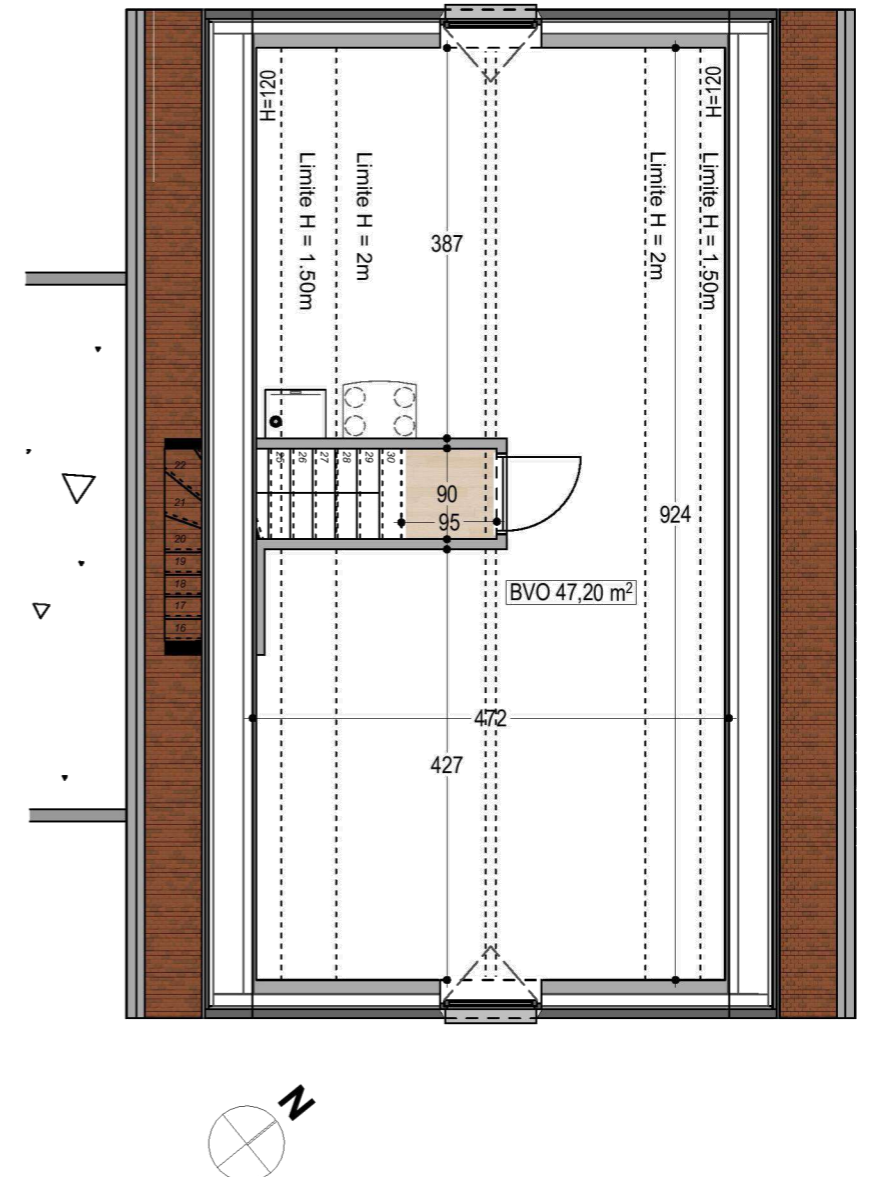 H=120
H=120
Limite H = 1.50m
Limite H = 2m
Limite H = 2m
Limite H = 1.50m
387
25
26
27
28
29
30
22
21
20
19
18
17
16
90
95
924
BVO 47,20 m²
472
427
N